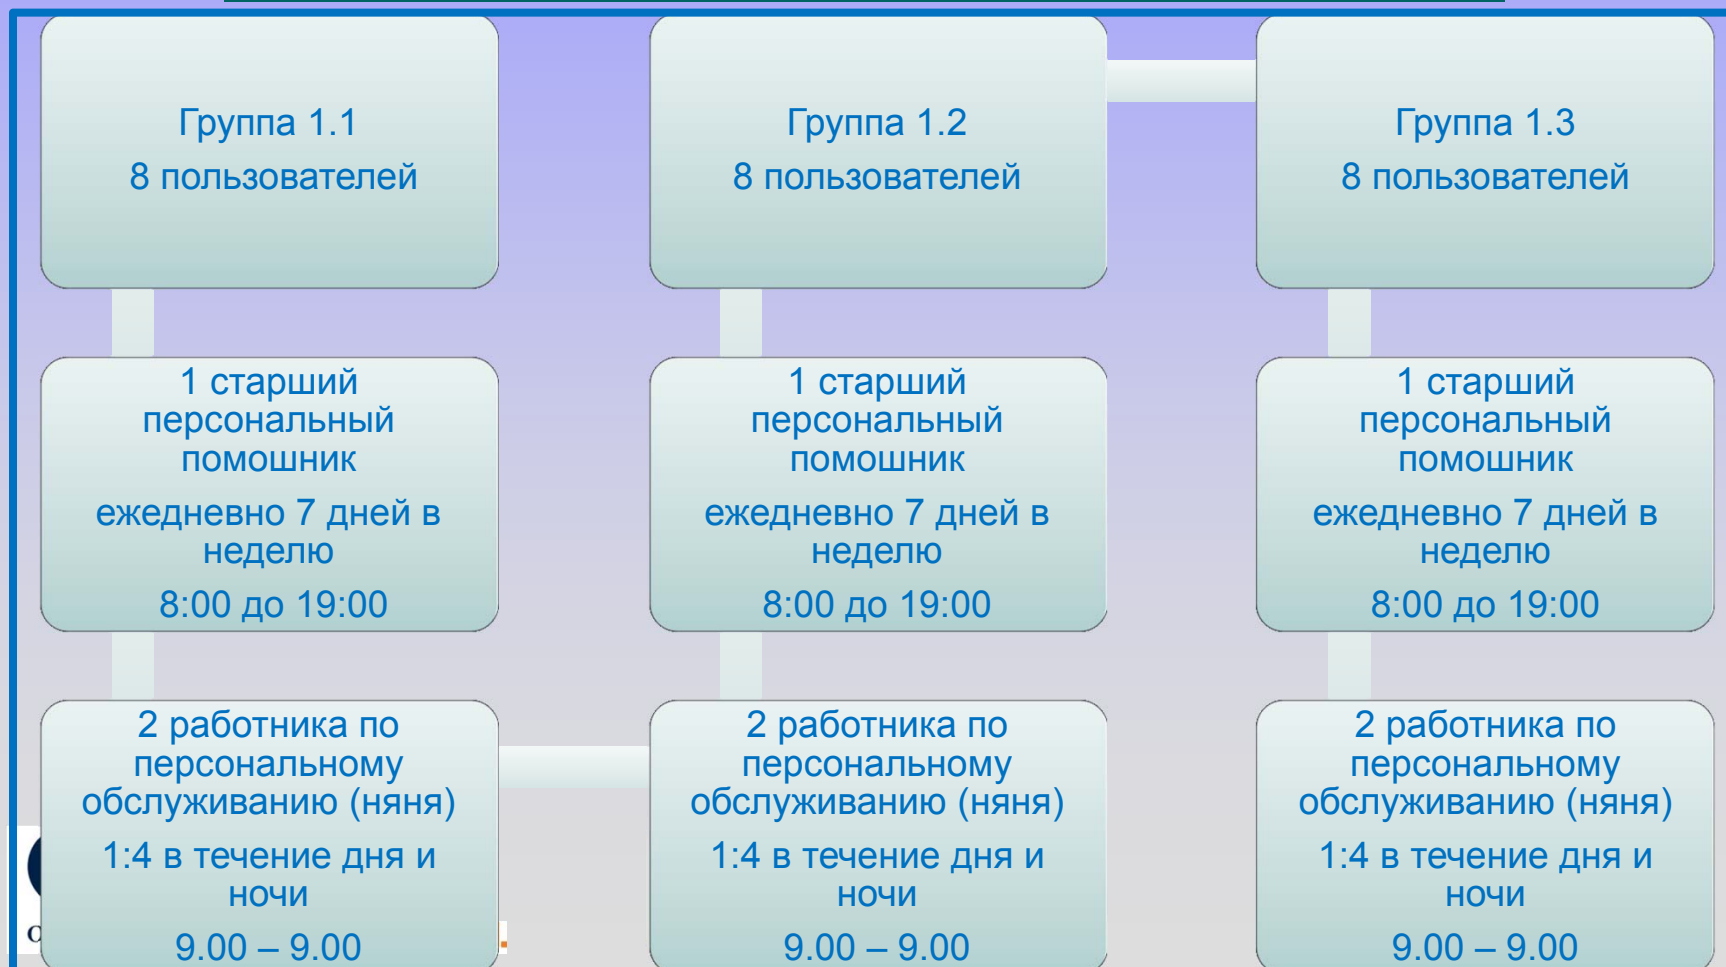 Группа 1.1
8 пользователей
1 старший
персональный
помошник
ежедневно 7 дней в
неделю
8:00 до 19:00
2 работника по
персональному
обслуживанию (няня)
1:4 в течение дня и
ночи
9.00 – 9.00
Группа 1.2
8 пользователей
1 старший
персональный
помошник
ежедневно 7 дней в
неделю
8:00 до 19:00
2 работника по
персональному
обслуживанию (няня)
1:4 в течение дня и
ночи
9.00 – 9.00
Группа 1.3
8 пользователей
1 старший
персональный
помошник
ежедневно 7 дней в
неделю
8:00 до 19:00
2 работника по
персональному
обслуживанию (няня)
1:4 в течение дня и
ночи
9.00 – 9.00